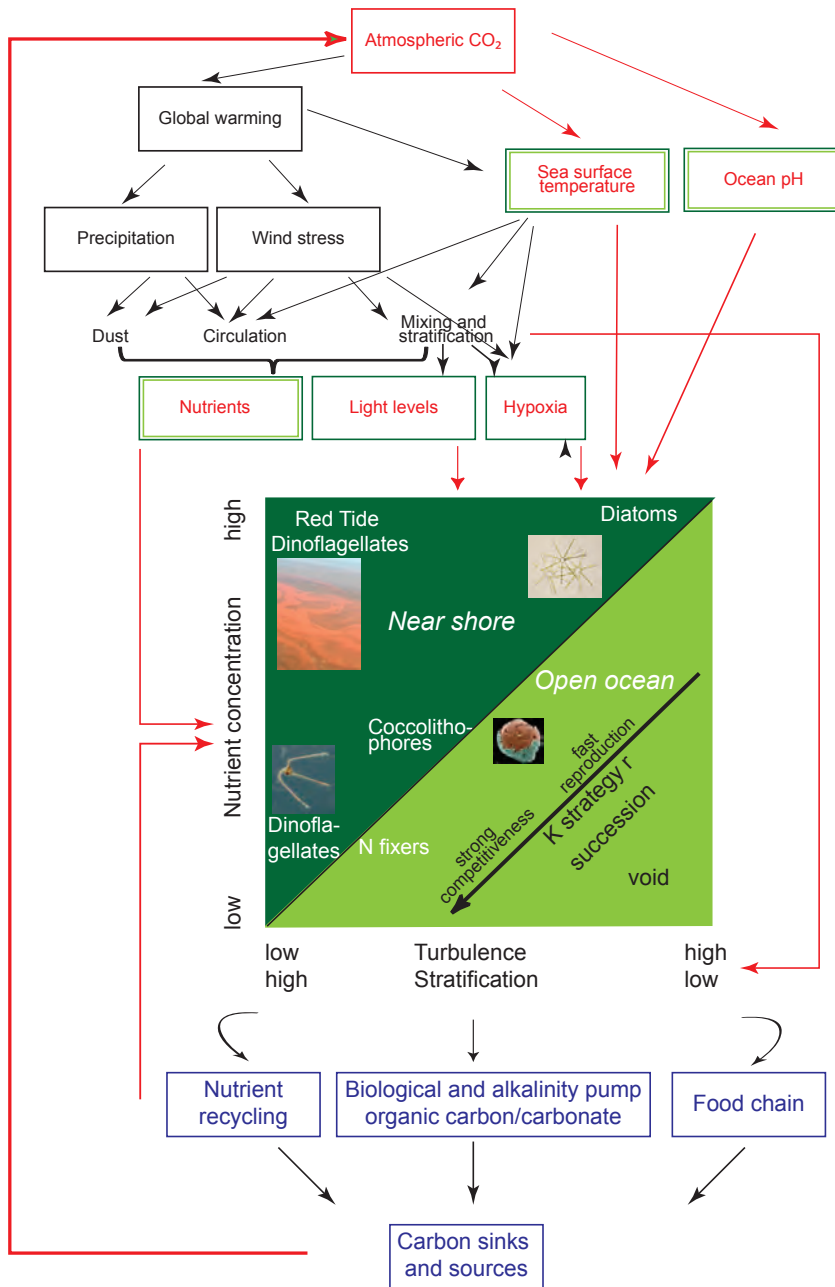 Atmospheric CO₂
Global warming
Sea surface
temperature
Ocean pH
Precipitation
Wind stress
Dust
Circulation
Mixing and
stratification
Nutrients
Light levels
Hypoxia
high
Nutrient concentration
low
Red Tide
Dinoflagellates
Diatoms
Near shore
Open ocean
Coccolitho-
phores
fast
reproduction
strong
competitiveness
K strategy r
succession
Dinofla-
gellates
N fixers
void
low
high
Turbulence
Stratification
high
low
Nutrient
recycling
Biological and alkalinity pump
organic carbon/carbonate
Food chain
Carbon sinks
and sources